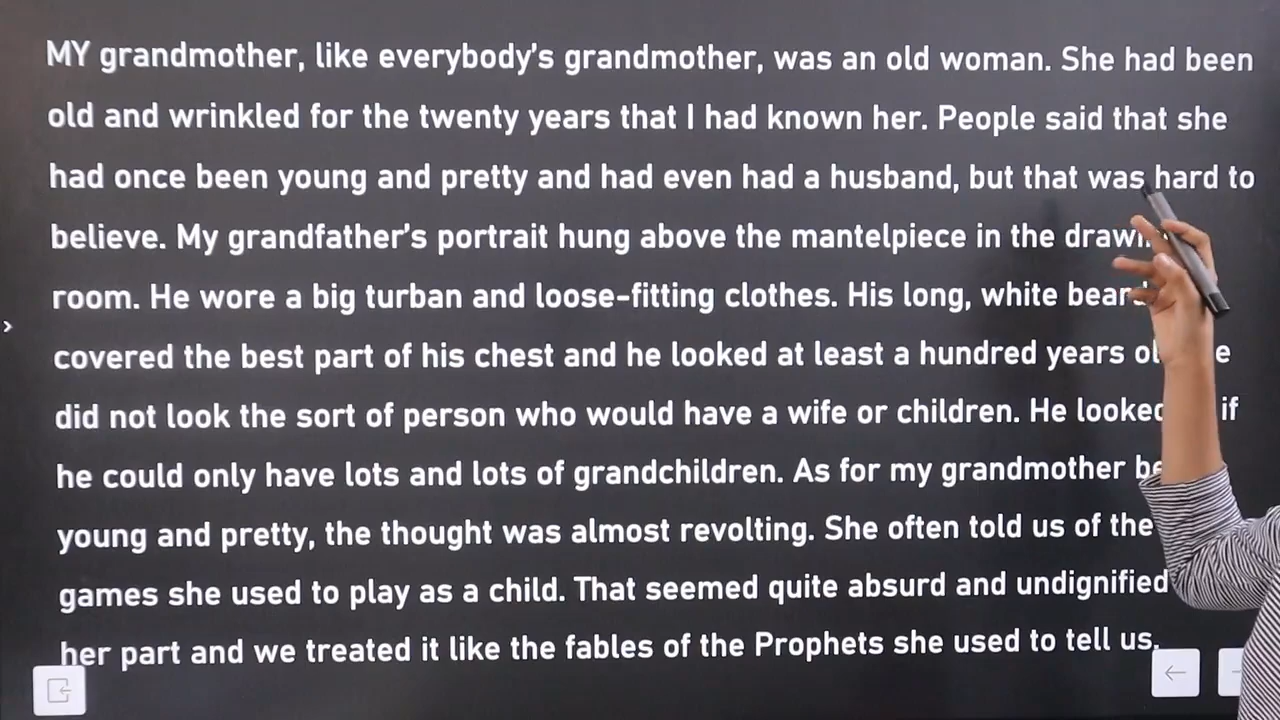 MY grandmother, like everybody's grandmother, was an old woman. She had been
old and wrinkled for the twenty years that I had known her. People said that she
had once been young and pretty and had even had a husband, but that was hard to
believe. My grandfather's portrait hung above the mantelpiece in the
room. He wore a big turban and loose-fitting clothes. His long, white beard
covered the best part of his chest and he looked at least a hundred years
did not look the sort of person who would have a wife or children. He looked if
he could only have lots and lots of grandchildren. As for my grandmother
young and pretty, the thought was almost revolting. She often told us of the
games she used to play as a child. That seemed quite absurd and undignified
her part and we treated it like the fables of the Prophets she used to tell us.